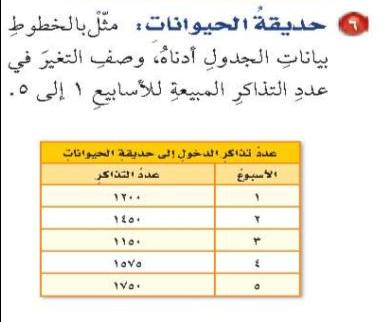 ٦ حديقةُ الحيوانات: مثّلْ بالخطوطِ
بياناتِ الجدولِ أدناهُ، وصفِ التغيرَ في
عددِ التذاكرِ المبيعةِ للأسابيعِ ١ إلى ٥.
عددُ تذاكرِ الدخولِ إلى حديقةِ الحيواناتِ
الأسبوعُ عددُ التذاكرِ
١ ١٢٠٠
٢ ١٤٥٠
٣ ١١٥٠
٤ ١٥٧٥
٥ ١٧٥٠